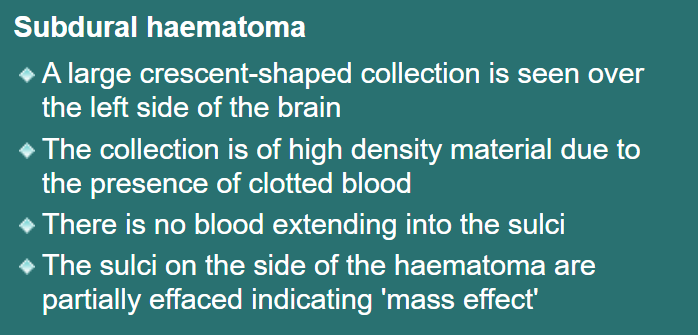 Subdural haematoma
A large crescent-shaped collection is seen over
the left side of the brain
The collection is of high density material due to
the presence of clotted blood
There is no blood extending into the sulci
The sulci on the side of the haematoma are
partially effaced indicating 'mass effect'